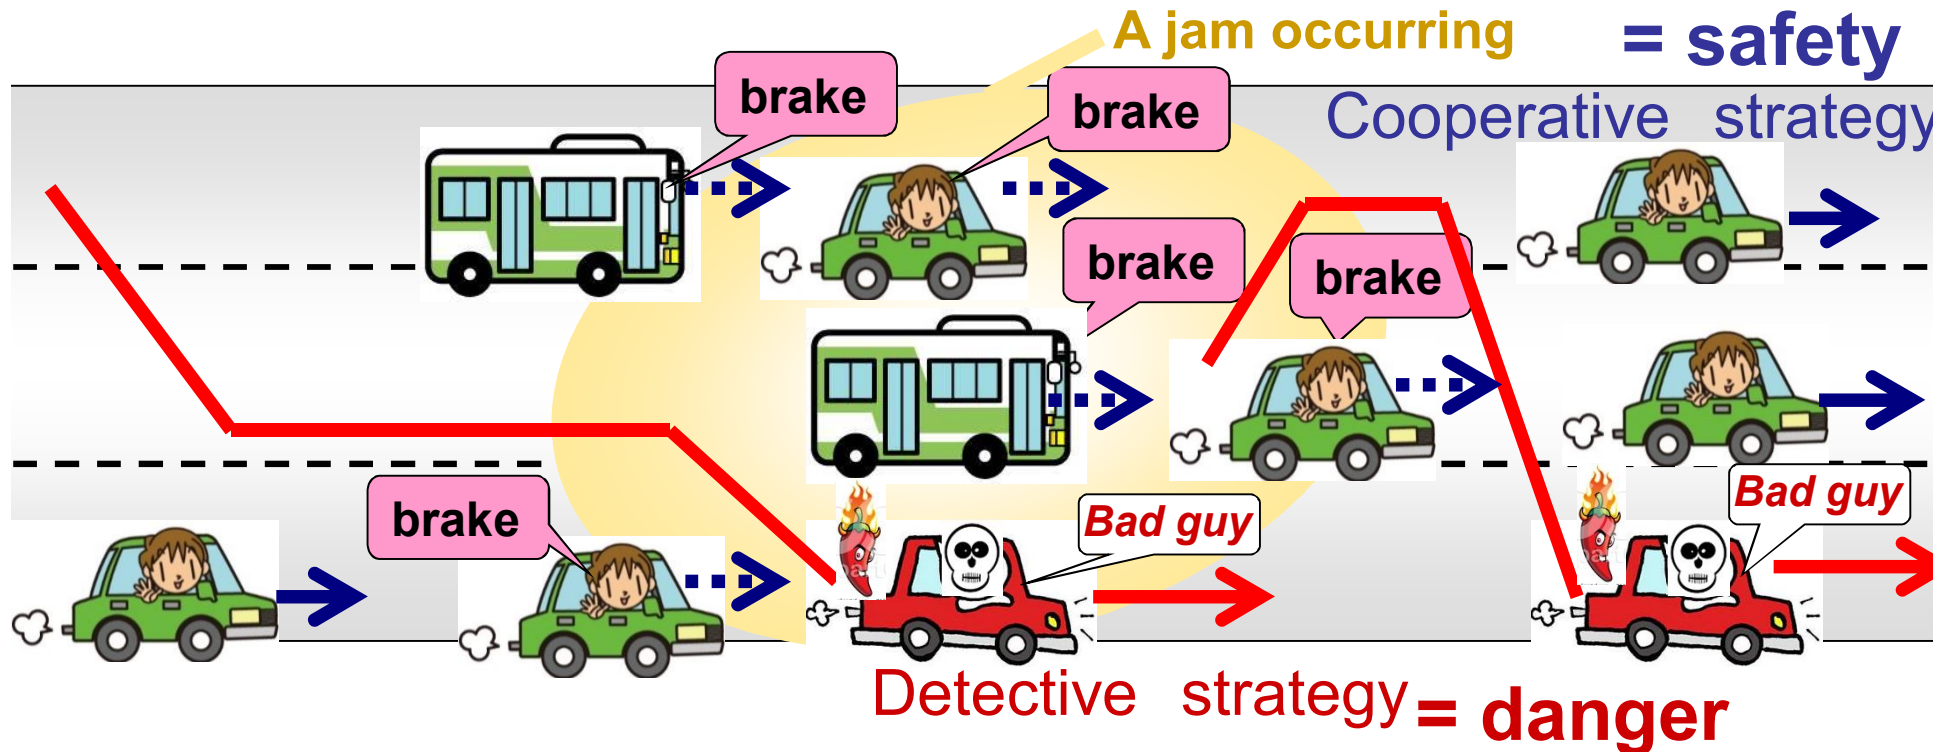 A jam occurring
= safety
brake
brake
Cooperative strategy
brake
brake
brake
Bad guy
Bad guy
Detective strategy
= danger